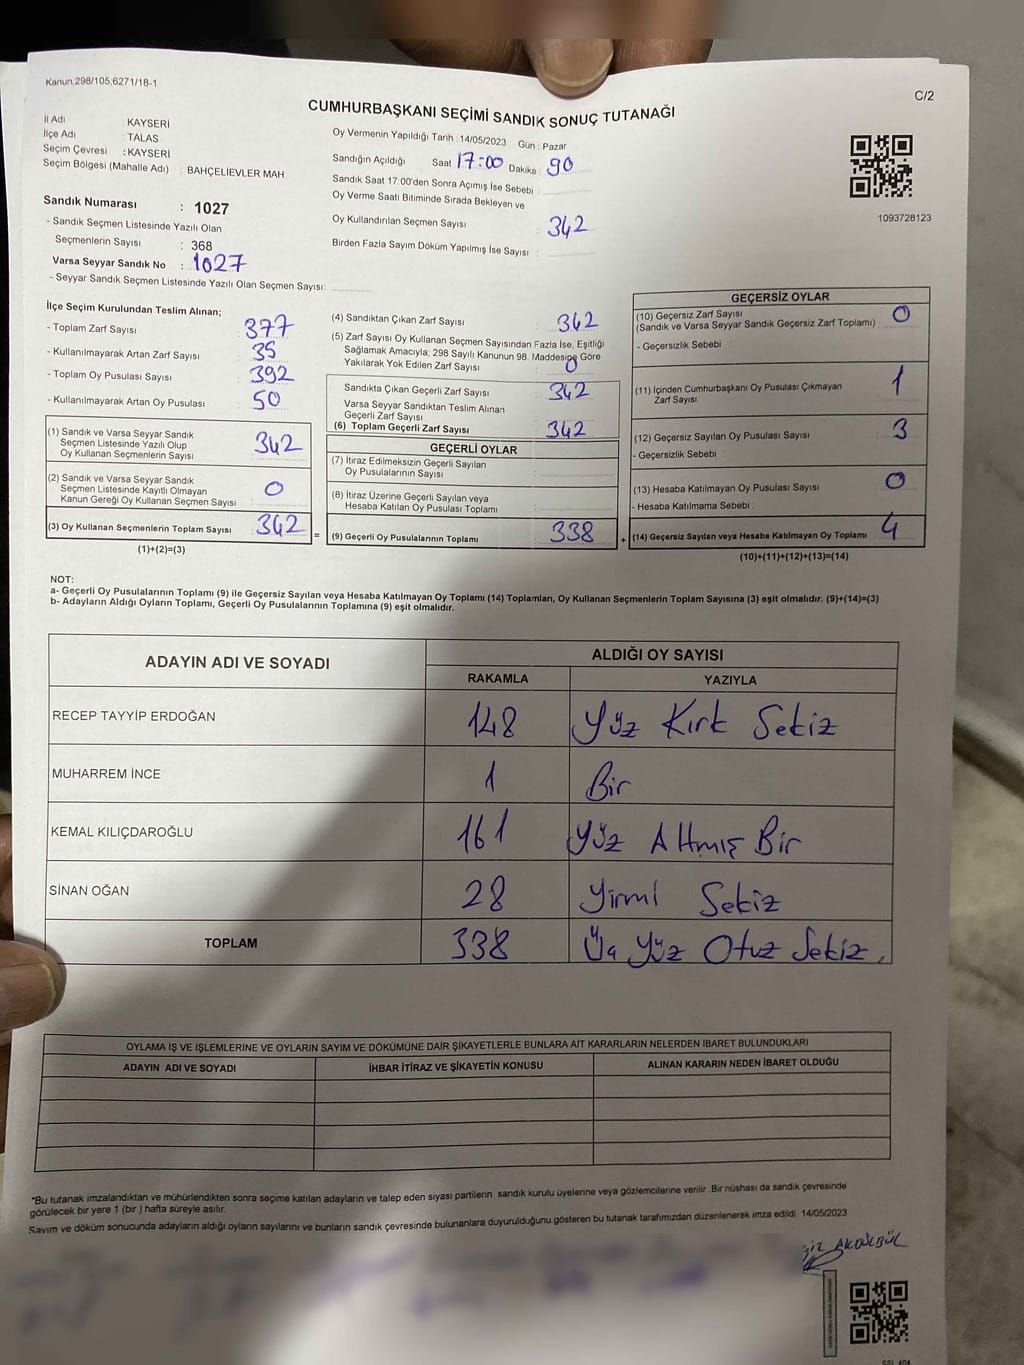 Kanun.298/105,6271/18-1
C/2
CUMHURBAŞKANI SEÇİMİ SANDIK SONUÇ TUTANAĞI
İl Adı : KAYSERİ
İlçe Adı : TALAS
Seçim Çevresi : KAYSERİ
Seçim Bölgesi (Mahalle Adı) : BAHÇELİEVLER MAH.
Oy Vermenin Yapıldığı Tarih :14/05/2023 Gün : Pazar
Sandığın Açıldığı Saat 17:00 Dakika : 90
Sandık Saat 17:00'den Sonra Açımış İse Sebebi :
Oy Verme Saati Bitiminde Sırada Bekleyen ve
Oy Kullandırılan Seçmen Sayısı : 342
Birden Fazla Sayım Döküm Yapılmış İse Sayısı :
1093728123
Sandık Numarası : 1027
- Sandık Seçmen Listesinde Yazılı Olan
Seçmenlerin Sayısı : 368
Varsa Seyyar Sandık No : 1027
- Seyyar Sandık Seçmen Listesinde Yazılı Olan Seçmen Sayısı:
İlçe Seçim Kurulundan Teslim Alınan;
- Toplam Zarf Sayısı : 377
- Kullanılmayarak Artan Zarf Sayısı : 35
- Toplam Oy Pusulası Sayısı : 392
- Kullanılmayarak Artan Oy Pusulası : 50
(1) Sandık ve Varsa Seyyar Sandık
Seçmen Listesinde Yazılı Olup
Oy Kullanan Seçmenlerin Sayısı 342
(2) Sandık ve Varsa Seyyar Sandık
Seçmen Listesinde Kayıtlı Olmayan
Kanun Gereği Oy Kullanan Seçmen Sayısı : 0
(3) Oy Kullanan Seçmenlerin Toplam Sayısı : 342
(1)+(2)=(3)
(4) Sandıktan Çıkan Zarf Sayısı : 342
(5) Zarf Sayısı Oy Kullanan Seçmen Sayısından Fazla İse, Eşitliği
Sağlamak Amacıyla; 298 Sayılı Kanunun 98. Maddesine Göre
Yakılarak Yok Edilen Zarf Sayısı : 0
Sandıkta Çıkan Geçerli Zarf Sayısı : 342
Varsa Seyyar Sandıktan Teslim Alınan
Geçerli Zarf Sayısı
(6) Toplam Geçerli Zarf Sayısı : 342
GEÇERLİ OYLAR
(7) İtiraz Edilmeksizin Geçerli Sayılan
Oy Pusulalarının Sayısı :
(8) İtiraz Üzerine Geçerli Sayılan veya
Hesaba Katılan Oy Pusulası Toplamı :
= (9) Geçerli Oy Pusulalarının Toplamı : 338
GEÇERSİZ OYLAR
(10) Geçersiz Zarf Sayısı : 0
(Sandık ve Varsa Seyyar Sandık Geçersiz Zarf Toplamı)
- Geçersizlik Sebebi :
(11) İçinden Cumhurbaşkanı Oy Pusulası Çıkmayan
Zarf Sayısı : 1
(12) Geçersiz Sayılan Oy Pusulası Sayısı : 3
- Geçersizlik Sebebi :
(13) Hesaba Katılmayan Oy Pusulası Sayısı : 0
- Hesaba Katılmama Sebebi :
+ (14) Geçersiz Sayılan veya Hesaba Katılmayan Oy Toplamı : 4
(10)+(11)+(12)+(13)=(14)
NOT:
a- Geçerli Oy Pusulalarının Toplamı (9) ile Geçersiz Sayılan veya Hesaba Katılmayan Oy Toplamı (14) Toplamları, Oy Kullanan Seçmenlerin Toplam Sayısına (3) eşit olmalıdır. (9)+(14)=(3)
b- Adayların Aldığı Oyların Toplamı, Geçerli Oy Pusulalarının Toplamına (9) eşit olmalıdır.
ADAYIN ADI VE SOYADI
ALDIĞI OY SAYISI
RAKAMLA YAZIYLA
RECEP TAYYİP ERDOĞAN 148 Yüz Kırk Sekiz
MUHARREM İNCE 1 Bir
KEMAL KILIÇDAROĞLU 161 Yüz Altmış Bir
SİNAN OĞAN 28 Yirmi Sekiz
TOPLAM 338 Üç Yüz Otuz Sekiz.
OYLAMA İŞ VE İŞLEMLERİNE VE OYLARIN SAYIM VE DÖKÜMÜNE DAİR ŞİKAYETLERLE BUNLARA AİT KARARLARIN NELERDEN İBARET BULUNDUKLARI
ADAYIN ADI VE SOYADI İHBAR İTİRAZ VE ŞİKAYETİN KONUSU ALINAN KARARIN NEDEN İBARET OLDUĞU
*Bu tutanak imzalandıktan ve mühürlendikten sonra seçime katılan adayların ve talep eden siyasi partilerin sandık kurulu üyelerine veya gözlemcilerine verilir .Bir nüshası da sandık çevresinde
görülecek bir yere 1 (bir ) hafta süreyle asılır.
Sayım ve döküm sonucunda adayların aldığı oyların sayılarını ve bunların sandık çevresinde bulunanlara duyurulduğunu gösteren bu tutanak tarafımızdan düzenlenerek imza edildi. 14/05/2023